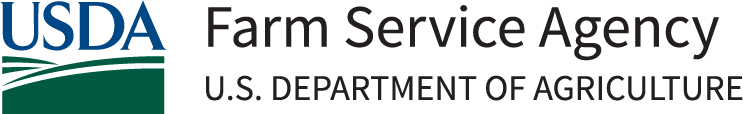 USDA
Farm Service Agency
U.S. DEPARTMENT OF AGRICULTURE